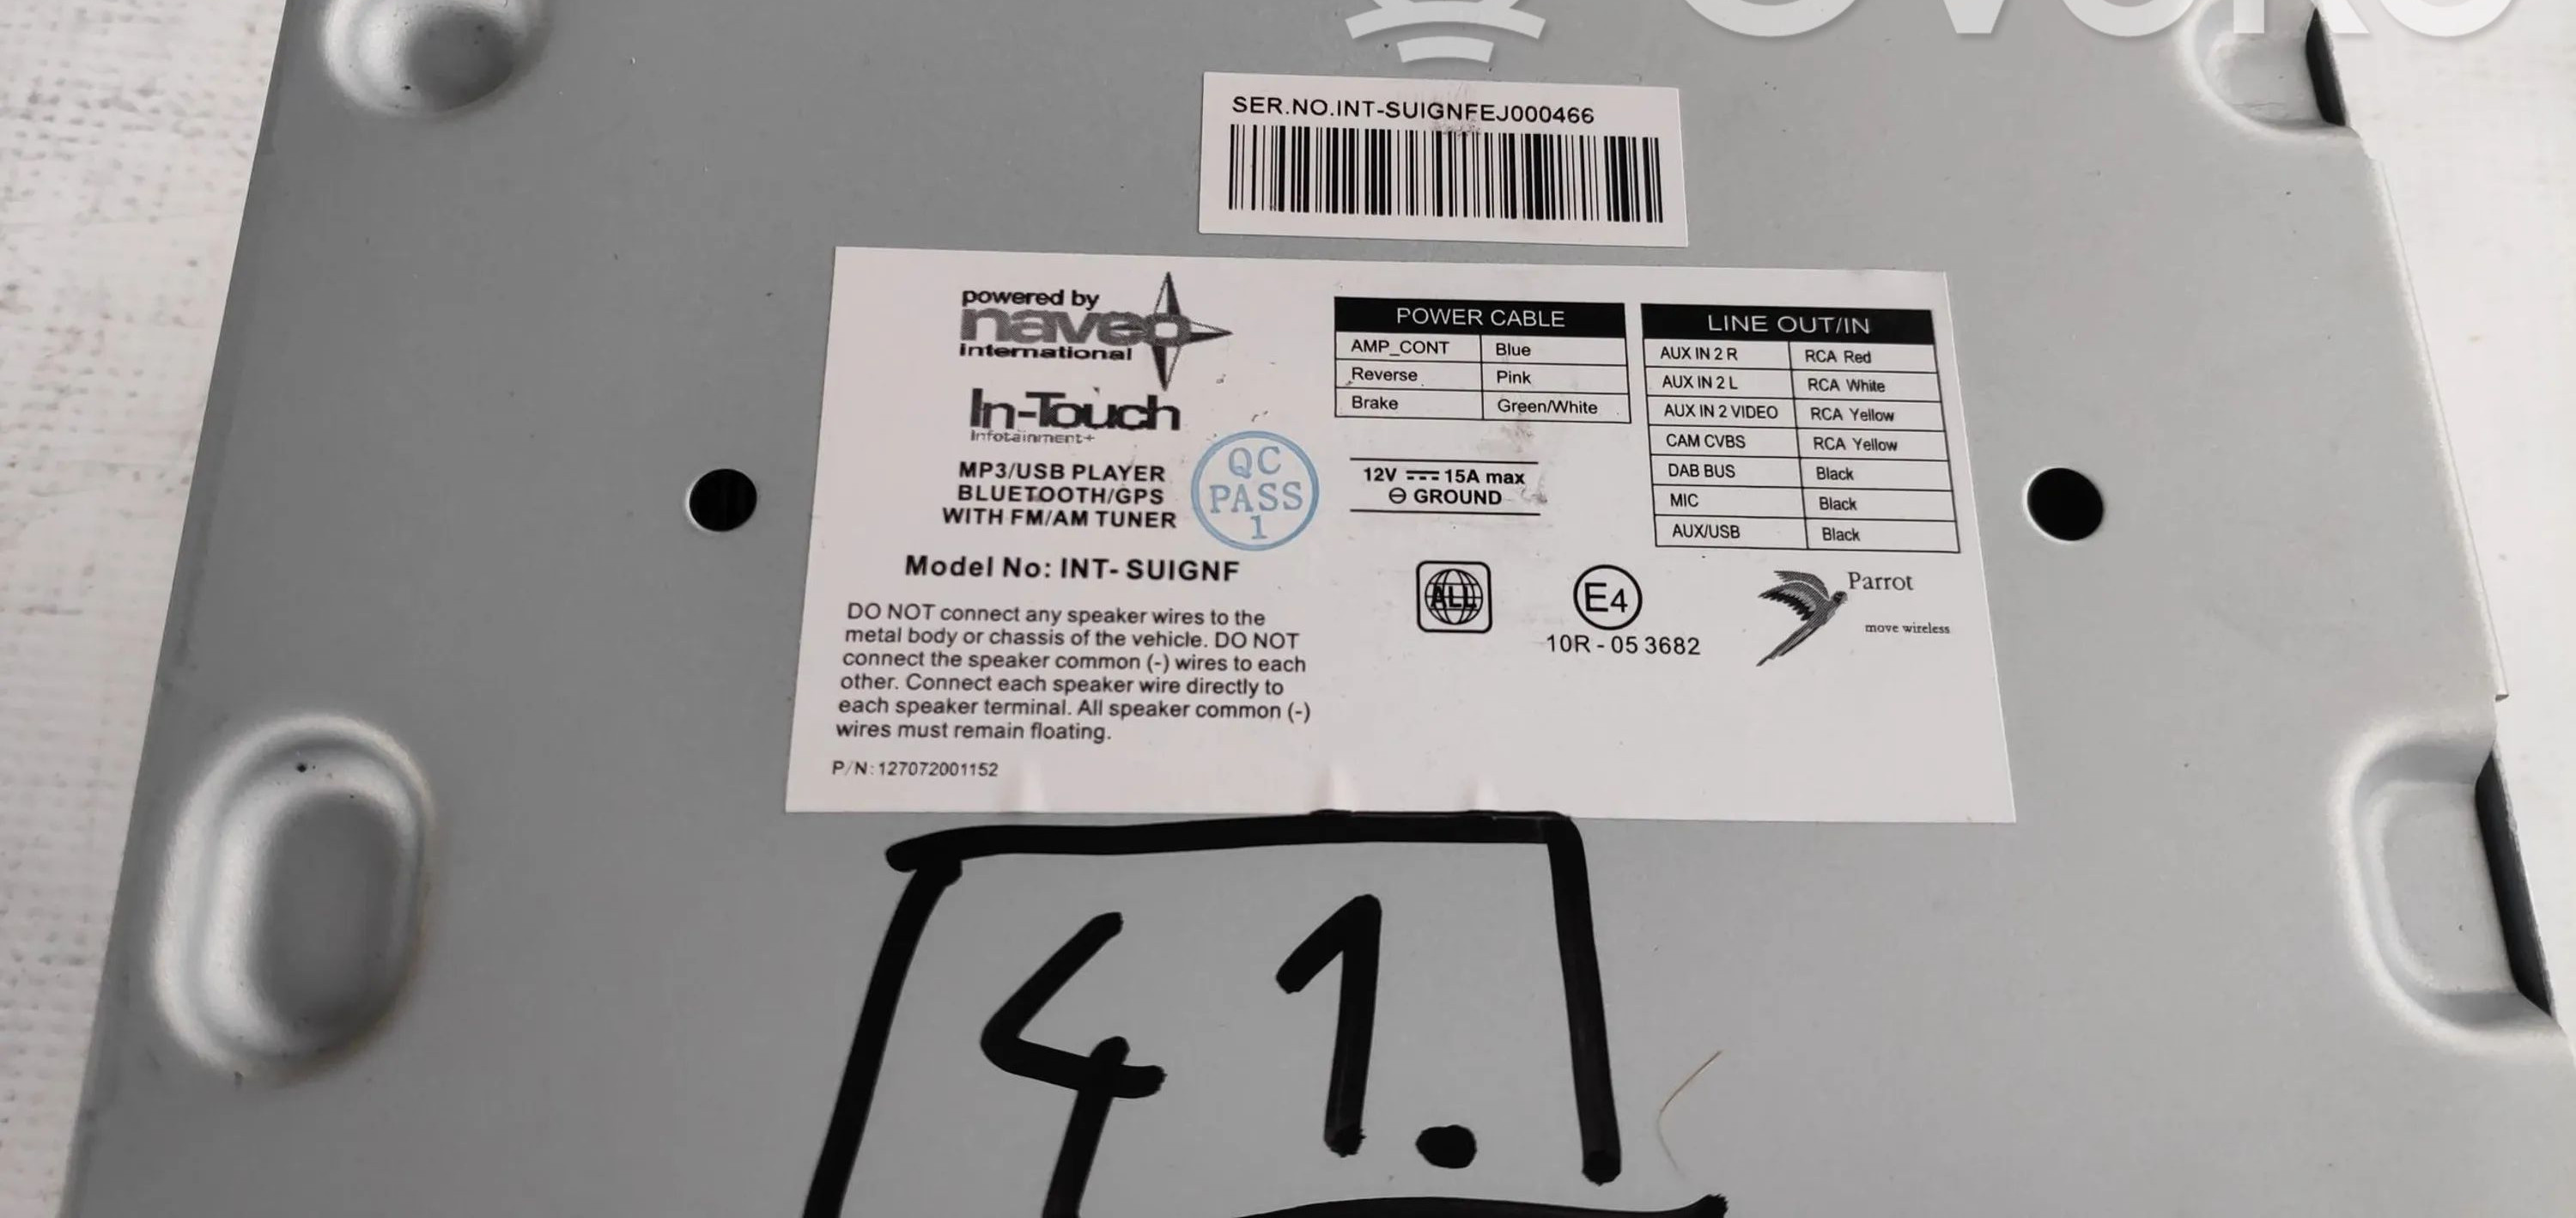 SER.NO.INT-SUIGNFEJ000466
powered by
naveo
international
In-Touch
Infotainment+
MP3/USB PLAYER
BLUETOOTH/GPS
WITH FM/AM TUNER
QC
PASS
1
Model No: INT- SUIGNF
DO NOT connect any speaker wires to the
metal body or chassis of the vehicle. DO NOT
connect the speaker common (-) wires to each
other. Connect each speaker wire directly to
each speaker terminal. All speaker common (-)
wires must remain floating.
P/N: 127072001152
POWER CABLE
AMP_CONT Blue
Reverse Pink
Brake Green/White
12V 15A max
GROUND
LINE OUT/IN
AUX IN 2 R RCA Red
AUX IN 2 L RCA White
AUX IN 2 VIDEO RCA Yellow
CAM CVBS RCA Yellow
DAB BUS Black
MIC Black
AUX/USB Black
ALL
E4
10R - 05 3682
Parrot
move wireless
41.